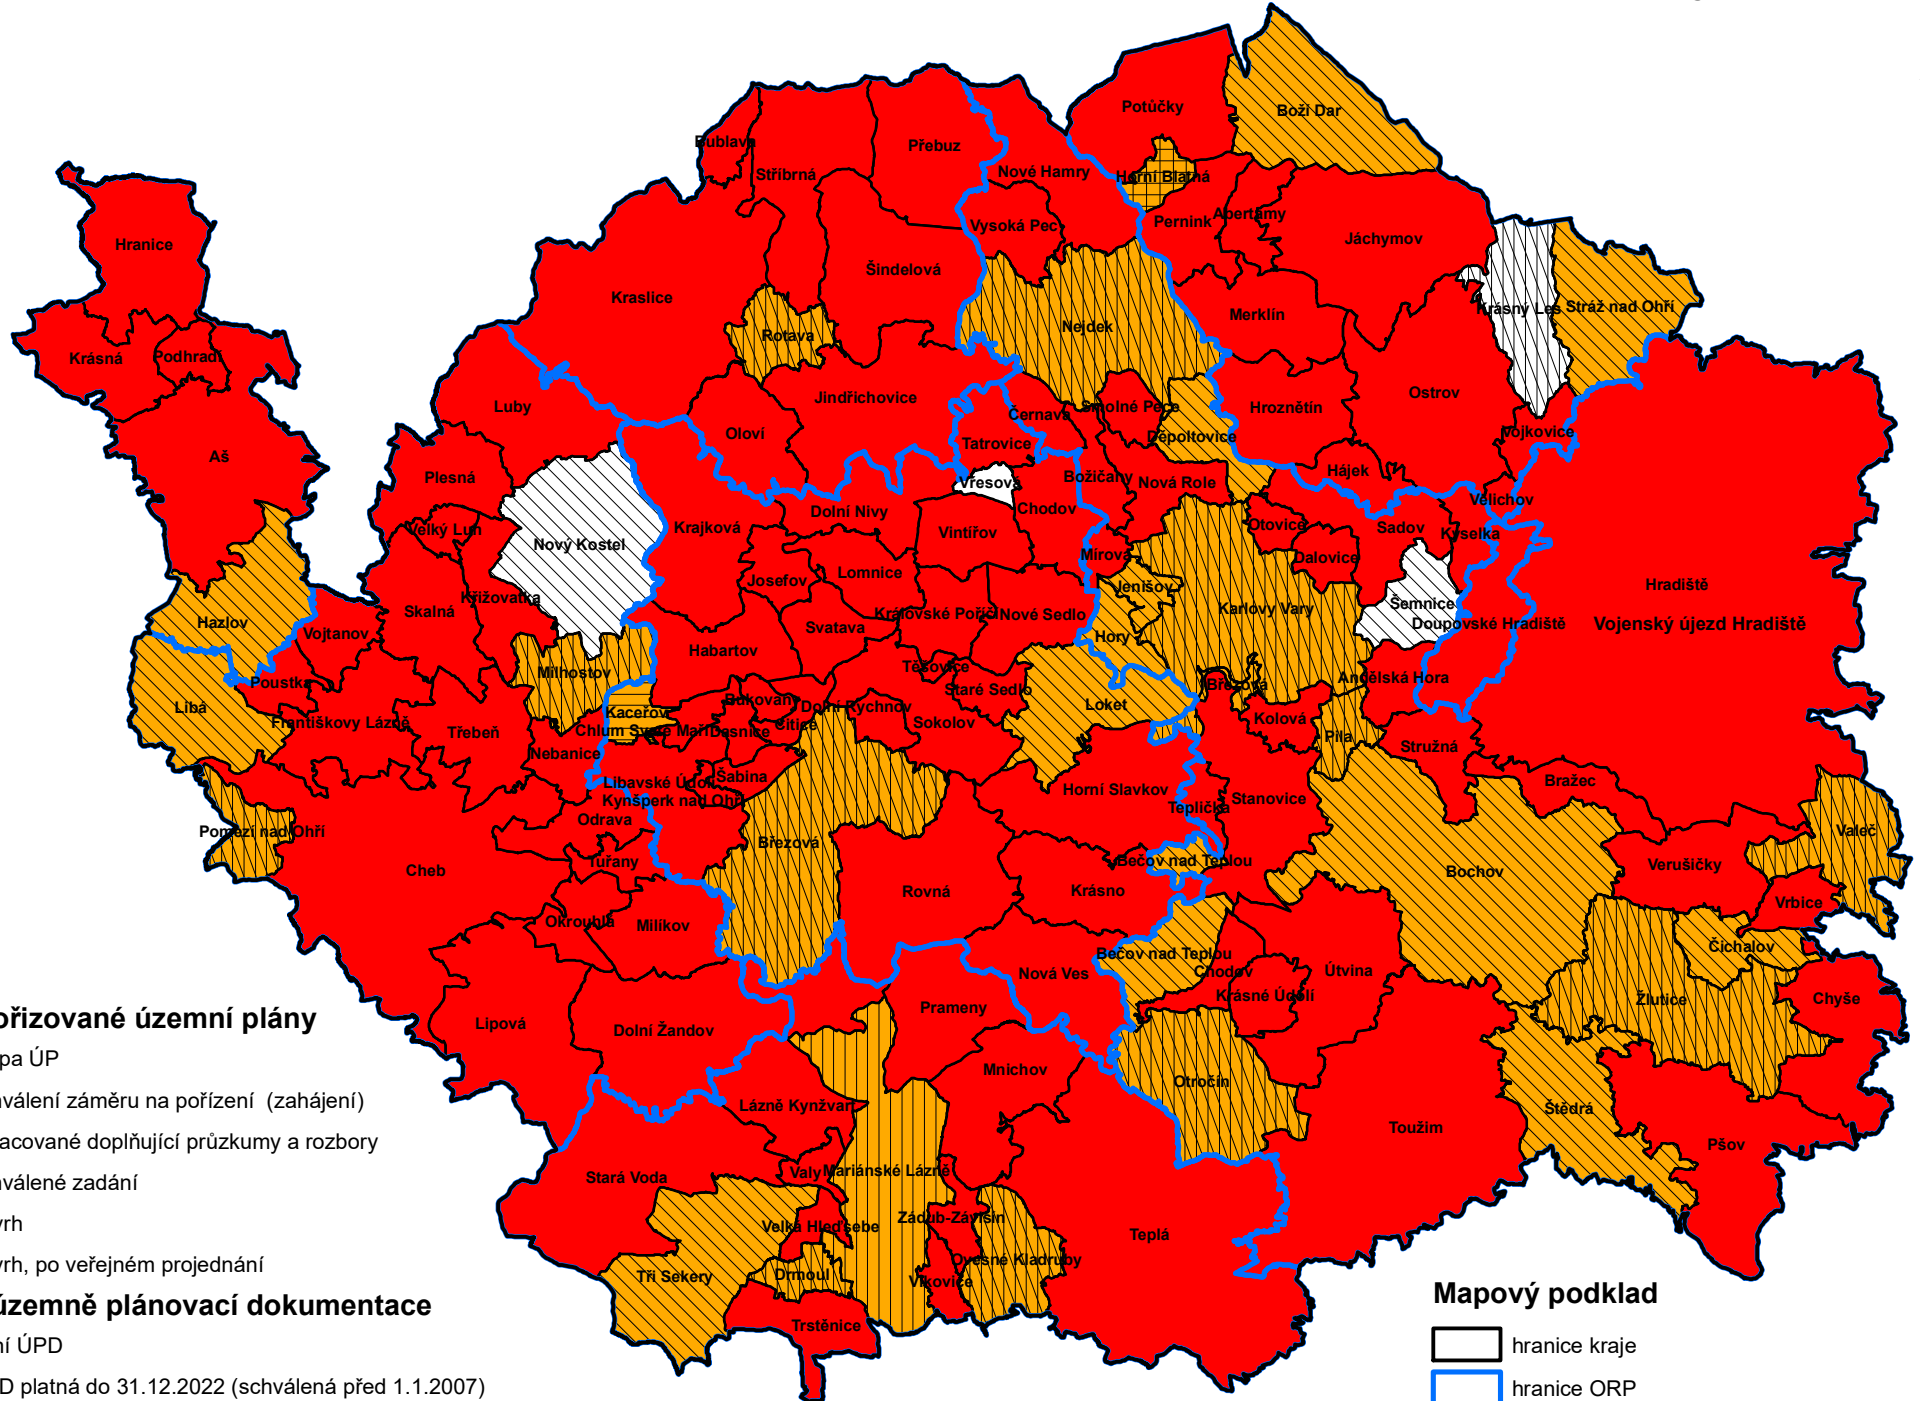 Boží Dar
Potůčky
Bublava
Přebuz
Stříbrná
Nové Hamry
Horní Blatná
Abertamy
Pernink
Vysoká Pec
Hranice
Jáchymov
Šindelová
Kraslice
Krásný Les
Stráž nad Ohří
Merklín
Nejdek
Rotava
Krásná
Podhradí
Ostrov
Jindřichovice
Luby
Hroznětín
Smolné Pece
Černava
Oloví
Vojkovice
Děpoltovice
Tatrovice
Aš
Hájek
Plesná
Božičany
Nová Role
Vřesová
Velichov
Chodov
Dolní Nivy
Otovice
Sadov
Krajková
Velký Luh
Vintířov
Kyselka
Nový Kostel
Mírová
Dalovice
Lomnice
Josefov
Hradiště
Jenišov
Křižovatka
Šemnice
Skalná
Karlovy Vary
Královské Poříčí
Nové Sedlo
Hazlov
Doupovské Hradiště
Vojenský újezd Hradiště
Svatava
Vojtanov
Hory
Habartov
Těšovice
Milhostov
Andělská Hora
Poustka
Březová
Staré Sedlo
Bukovany
Libá
Loket
Dolní Rychnov
Kaceřov
Františkovy Lázně
Kolová
Sokolov
Citice
Chlum Svaté Maří
Dasnice
Třebeň
Pila
Stružná
Nebanice
Šabina
Bražec
Libavské Údolí
Horní Slavkov
Kynšperk nad Ohří
Stanovice
Teplička
Odrava
Pomezí nad Ohří
Valeč
Březová
Tuřany
Bečov nad Teplou
Verušičky
Cheb
Bochov
Rovná
Krásno
Vrbice
Okrouhlá
Milíkov
Čichalov
Bečov nad Teplou
Nová Ves
Chodov
Útvina
Krásné Údolí
Žlutice
Chyše
Prameny
Lipová
Dolní Žandov
Mnichov
Otročín
Lázně Kynžvart
Štědrá
Toužim
Pšov
Valy
Mariánské Lázně
Stará Voda
Zádub-Závišín
Velká Hleďsebe
Teplá
Ovesné Kladruby
Tři Sekery
Drmoul
Vlkovice
Trstěnice
ořizované územní plány
pa ÚP
válení záměru na pořízení (zahájení)
acované doplňující průzkumy a rozbory
válené zadání
vrh
vrh, po veřejném projednání
územně plánovací dokumentace
ní ÚPD
D platná do 31.12.2022 (schválená před 1.1.2007)
Mapový podklad
hranice kraje
hranice ORP